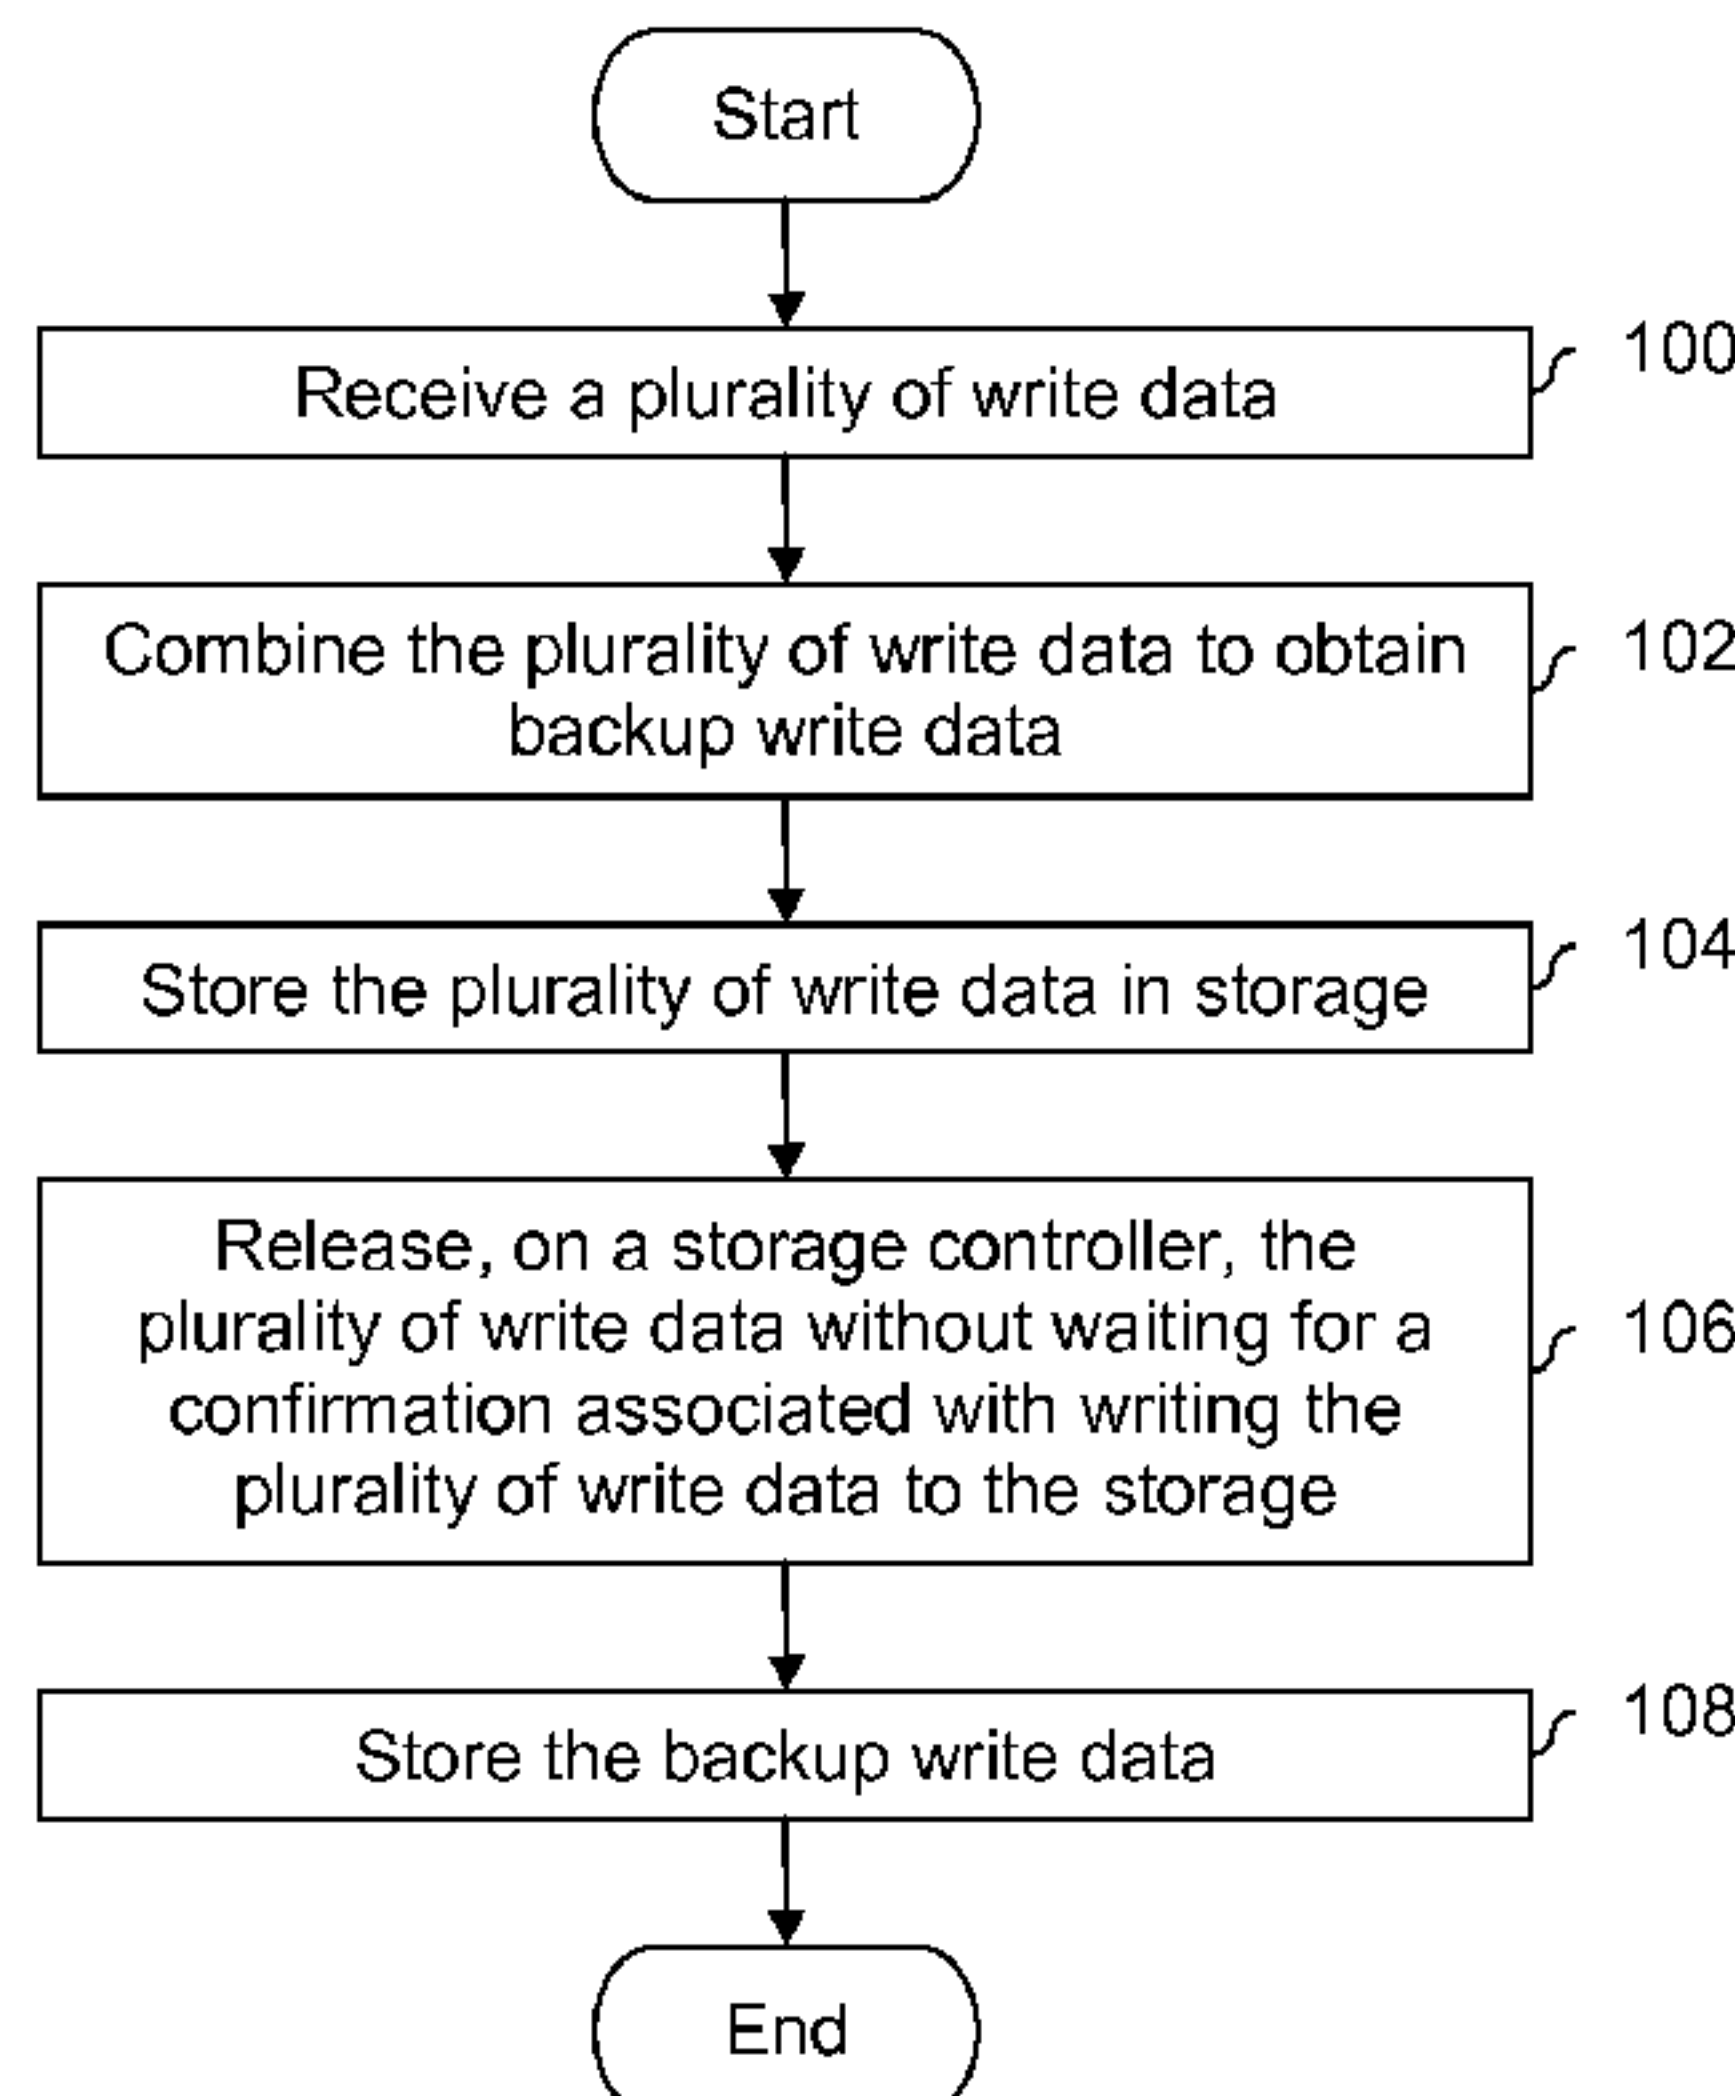 Start
Receive a plurality of write data
100
Combine the plurality of write data to obtain
backup write data
102
Store the plurality of write data in storage
104
Release, on a storage controller, the
plurality of write data without waiting for a
confirmation associated with writing the
plurality of write data to the storage
106
Store the backup write data
108
End